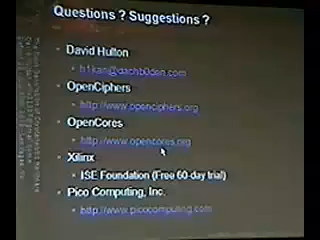 Questions ? Suggestions ?
David Hulton
h1kari@dachb0den.com
OpenCiphers
http://www.openciphers.org
OpenCores
http://www.opencores.org
Xilinx
ISE Foundation (Free 60-day trial)
Pico Computing, Inc.
http://www.picocomputing.com